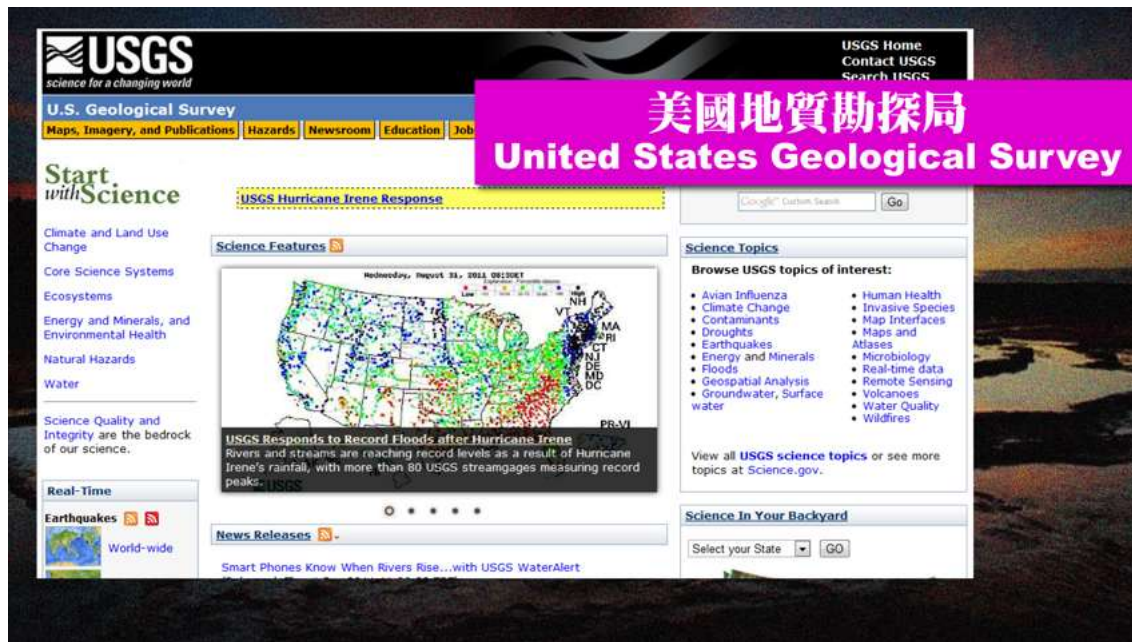 USGS
science for a changing world
USGS Home
Contact USGS
Search USGS
U.S. Geological Survey
Maps, Imagery, and Publications Hazards Newsroom Education
美國地質勘探局
United States Geological Survey
Start
with Science
USGS Hurricane Irene Response
Google™ Custom Search Go
Climate and Land Use
Change
Core Science Systems
Ecosystems
Energy and Minerals, and
Environmental Health
Natural Hazards
Water
Science Quality and
Integrity are the bedrock
of our science.
Real-Time
Earthquakes
World-wide
Science Features
Wednesday, August 31, 2011 08:30ET
Low High
NH
VT
MA
RI
CT
NJ
DE
MD
DC
PR-VI
USGS Responds to Record Floods after Hurricane Irene
Rivers and streams are reaching record levels as a result of Hurricane
Irene's rainfall, with more than 80 USGS streamgages measuring record
peaks.
USGS
News Releases
Smart Phones Know When Rivers Rise...with USGS WaterAlert
Science Topics
Browse USGS topics of interest:
Avian Influenza
Climate Change
Contaminants
Droughts
Earthquakes
Energy and Minerals
Floods
Geospatial Analysis
Groundwater, Surface
water
Human Health
Invasive Species
Map Interfaces
Maps and
Atlases
Microbiology
Real-time data
Remote Sensing
Volcanoes
Water Quality
Wildfires
View all USGS science topics or see more
topics at Science.gov.
Science In Your Backyard
Select your State GO